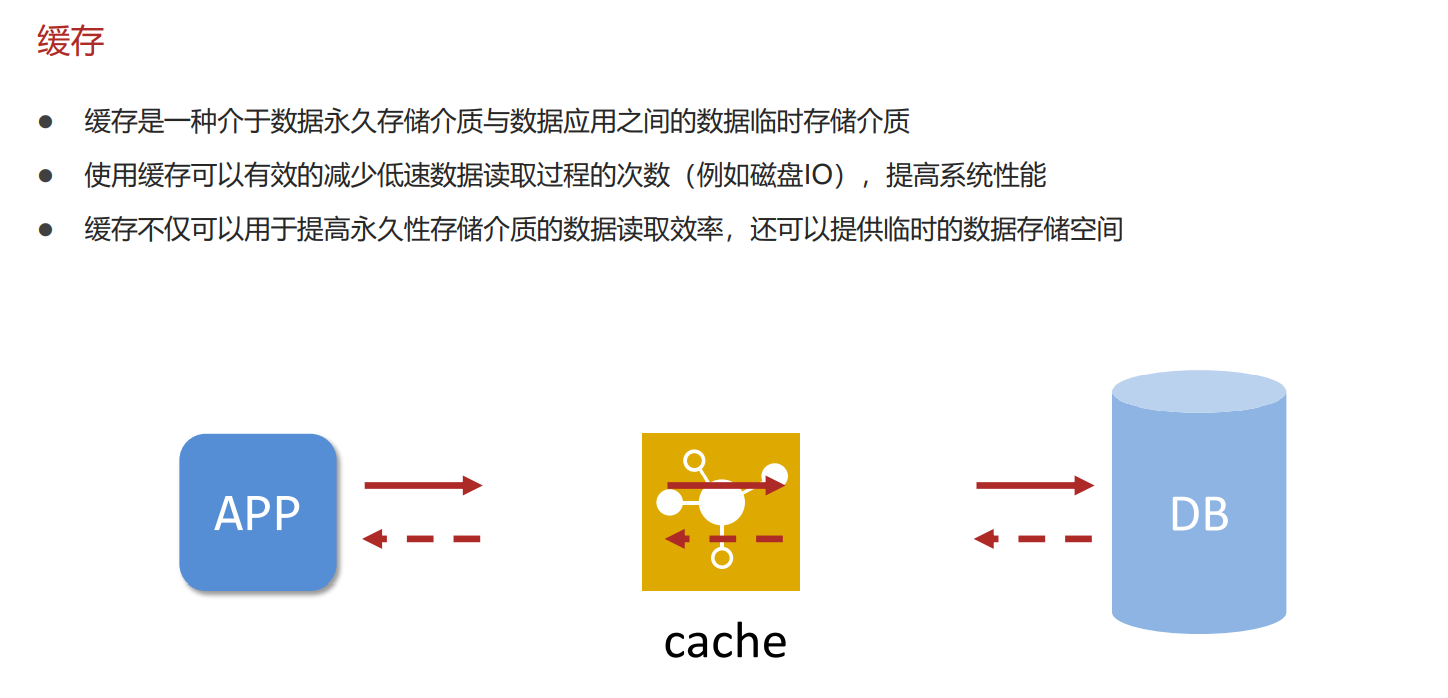 缓存
● 缓存是一种介于数据永久存储介质与数据应用之间的数据临时存储介质
● 使用缓存可以有效的减少低速数据读取过程的次数（例如磁盘IO），提高系统性能
● 缓存不仅可以用于提高永久性存储介质的数据读取效率，还可以提供临时的数据存储空间
APP
DB
cache